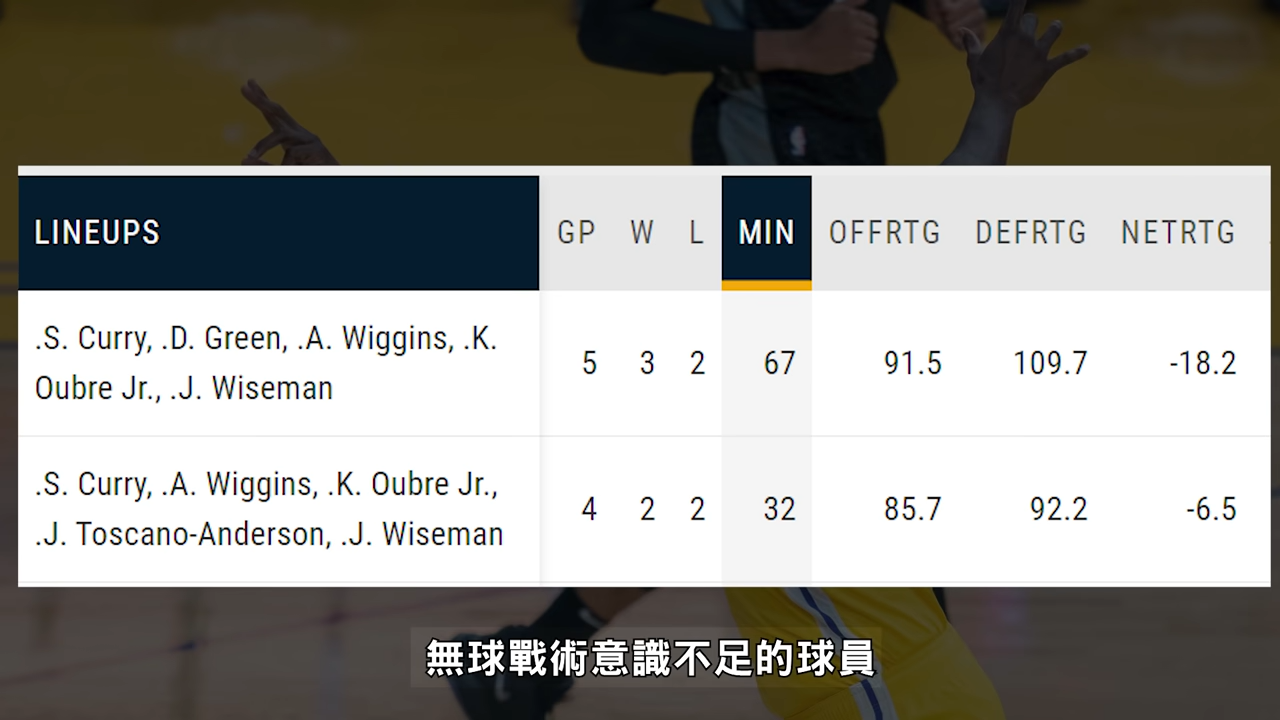 LINEUPS GP W L MIN OFFRTG DEFRTG NETRTG
.S. Curry, .D. Green, .A. Wiggins, .K.
Oubre Jr., .J. Wiseman 5 3 2 67 91.5 109.7 -18.2
.S. Curry, .A. Wiggins, .K. Oubre Jr.,
.J. Toscano-Anderson, .J. Wiseman 4 2 2 32 85.7 92.2 -6.5
無球戰術意識不足的球員